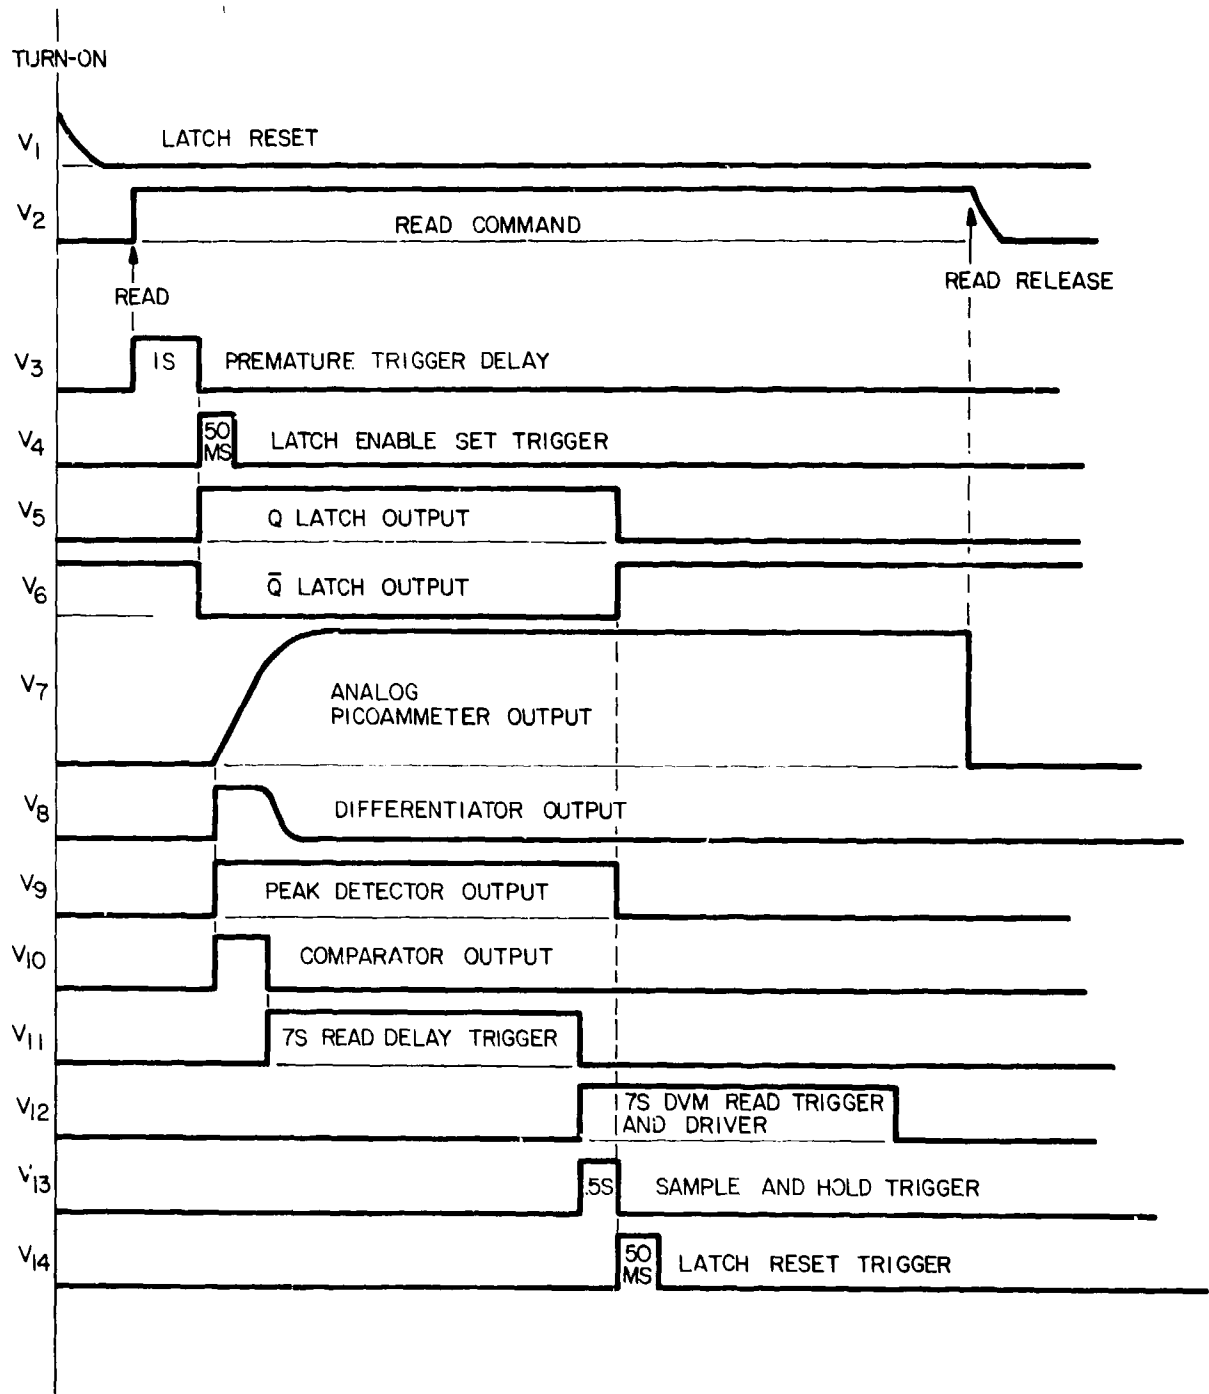 TURN-ON
V1 LATCH RESET
V2 READ COMMAND
READ
READ RELEASE
V3 1S PREMATURE TRIGGER DELAY
V4 50 MS LATCH ENABLE SET TRIGGER
V5 Q LATCH OUTPUT
V6 Q̅ LATCH OUTPUT
V7 ANALOG
PICOAMMETER OUTPUT
V8 DIFFERENTIATOR OUTPUT
V9 PEAK DETECTOR OUTPUT
V10 COMPARATOR OUTPUT
V11 7S READ DELAY TRIGGER
V12 7S DVM READ TRIGGER
AND DRIVER
V13 .5S SAMPLE AND HOLD TRIGGER
V14 50 MS LATCH RESET TRIGGER